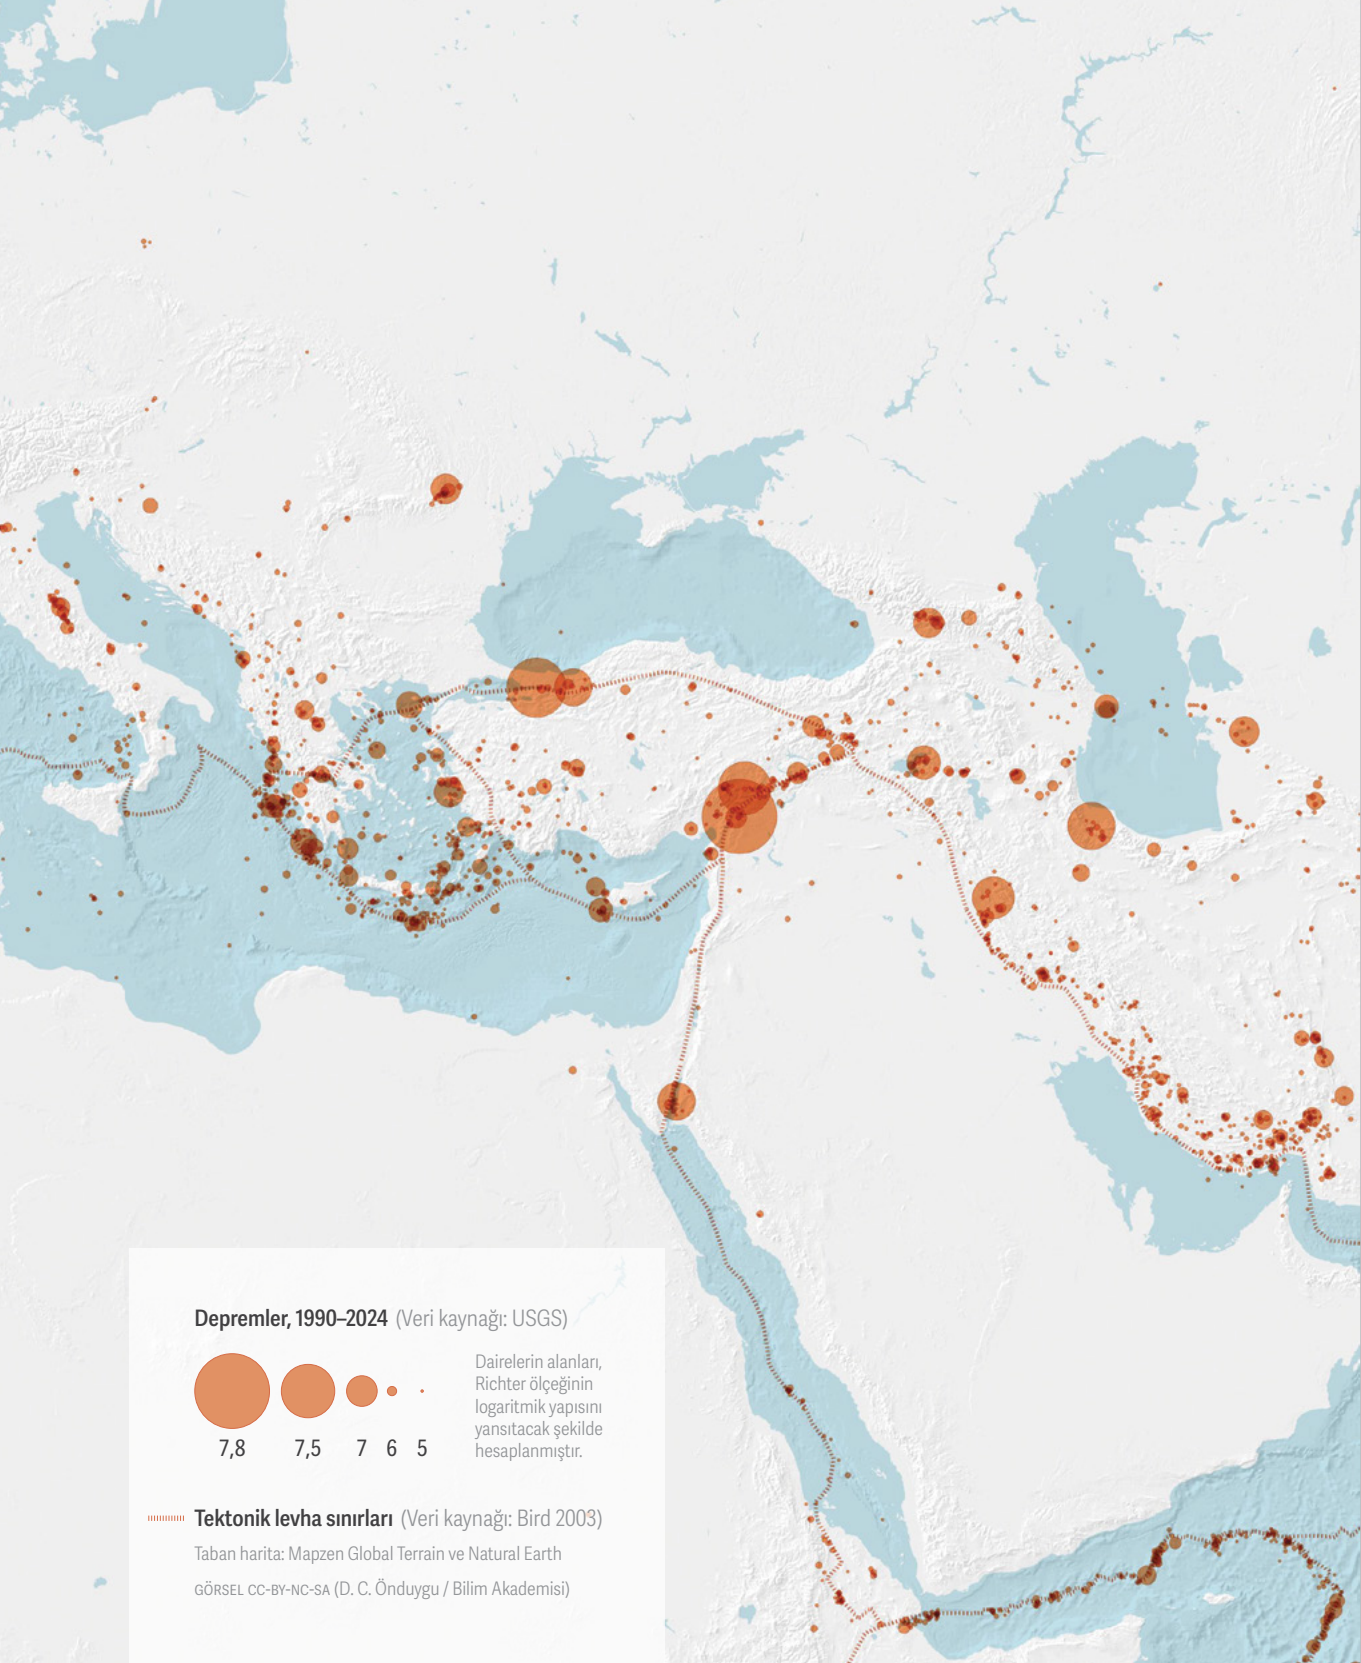 Depremler, 1990–2024 (Veri kaynağı: USGS)
7,8 7,5 7 6 5
Dairelerin alanları,
Richter ölçeğinin
logaritmik yapısını
yansıtacak şekilde
hesaplanmıştır.
Tektonik levha sınırları (Veri kaynağı: Bird 2003)
Taban harita: Mapzen Global Terrain ve Natural Earth
GÖRSEL CC-BY-NC-SA (D. C. Önduygu / Bilim Akademisi)